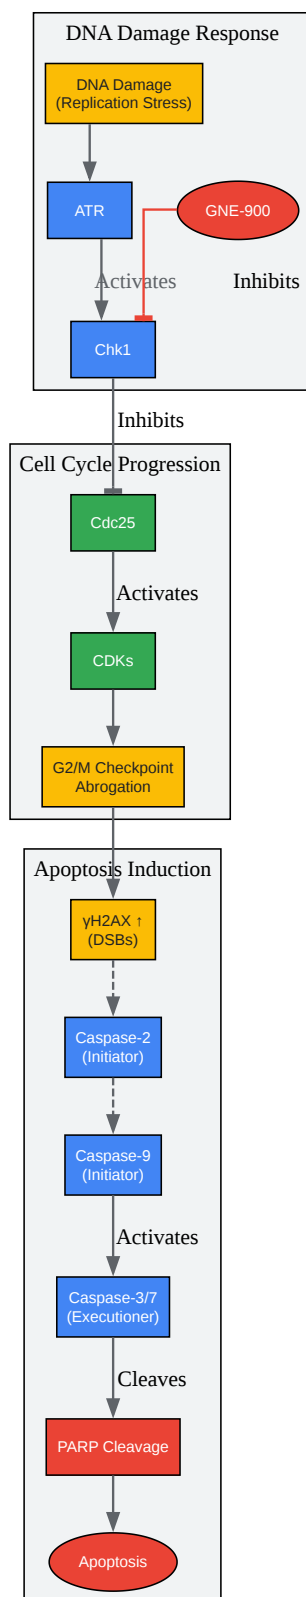 DNA Damage Response
DNA Damage
(Replication Stress)
ATR
GNE-900
Activates
Inhibits
Chk1
Inhibits
Cell Cycle Progression
Cdc25
Activates
CDKs
G2/M Checkpoint
Abrogation
Apoptosis Induction
γH2AX ↑
(DSBs)
Caspase-2
(Initiator)
Caspase-9
(Initiator)
Activates
Caspase-3/7
(Executioner)
Cleaves
PARP Cleavage
Apoptosis